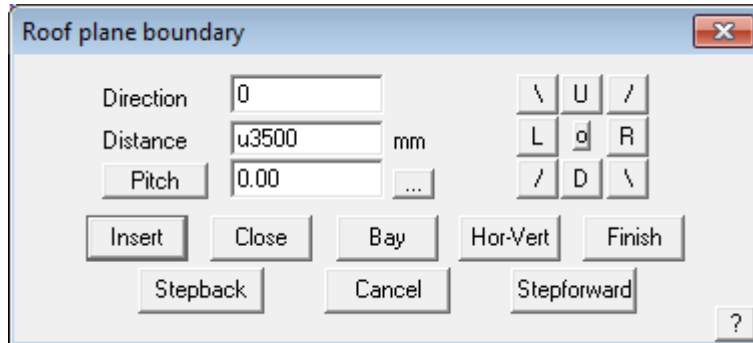 Roof plane boundary
Direction 0 \ U /
Distance u3500 mm L o R
Pitch 0.00 ... / D \
Insert Close Bay Hor-Vert Finish
Stepback Cancel Stepforward
?